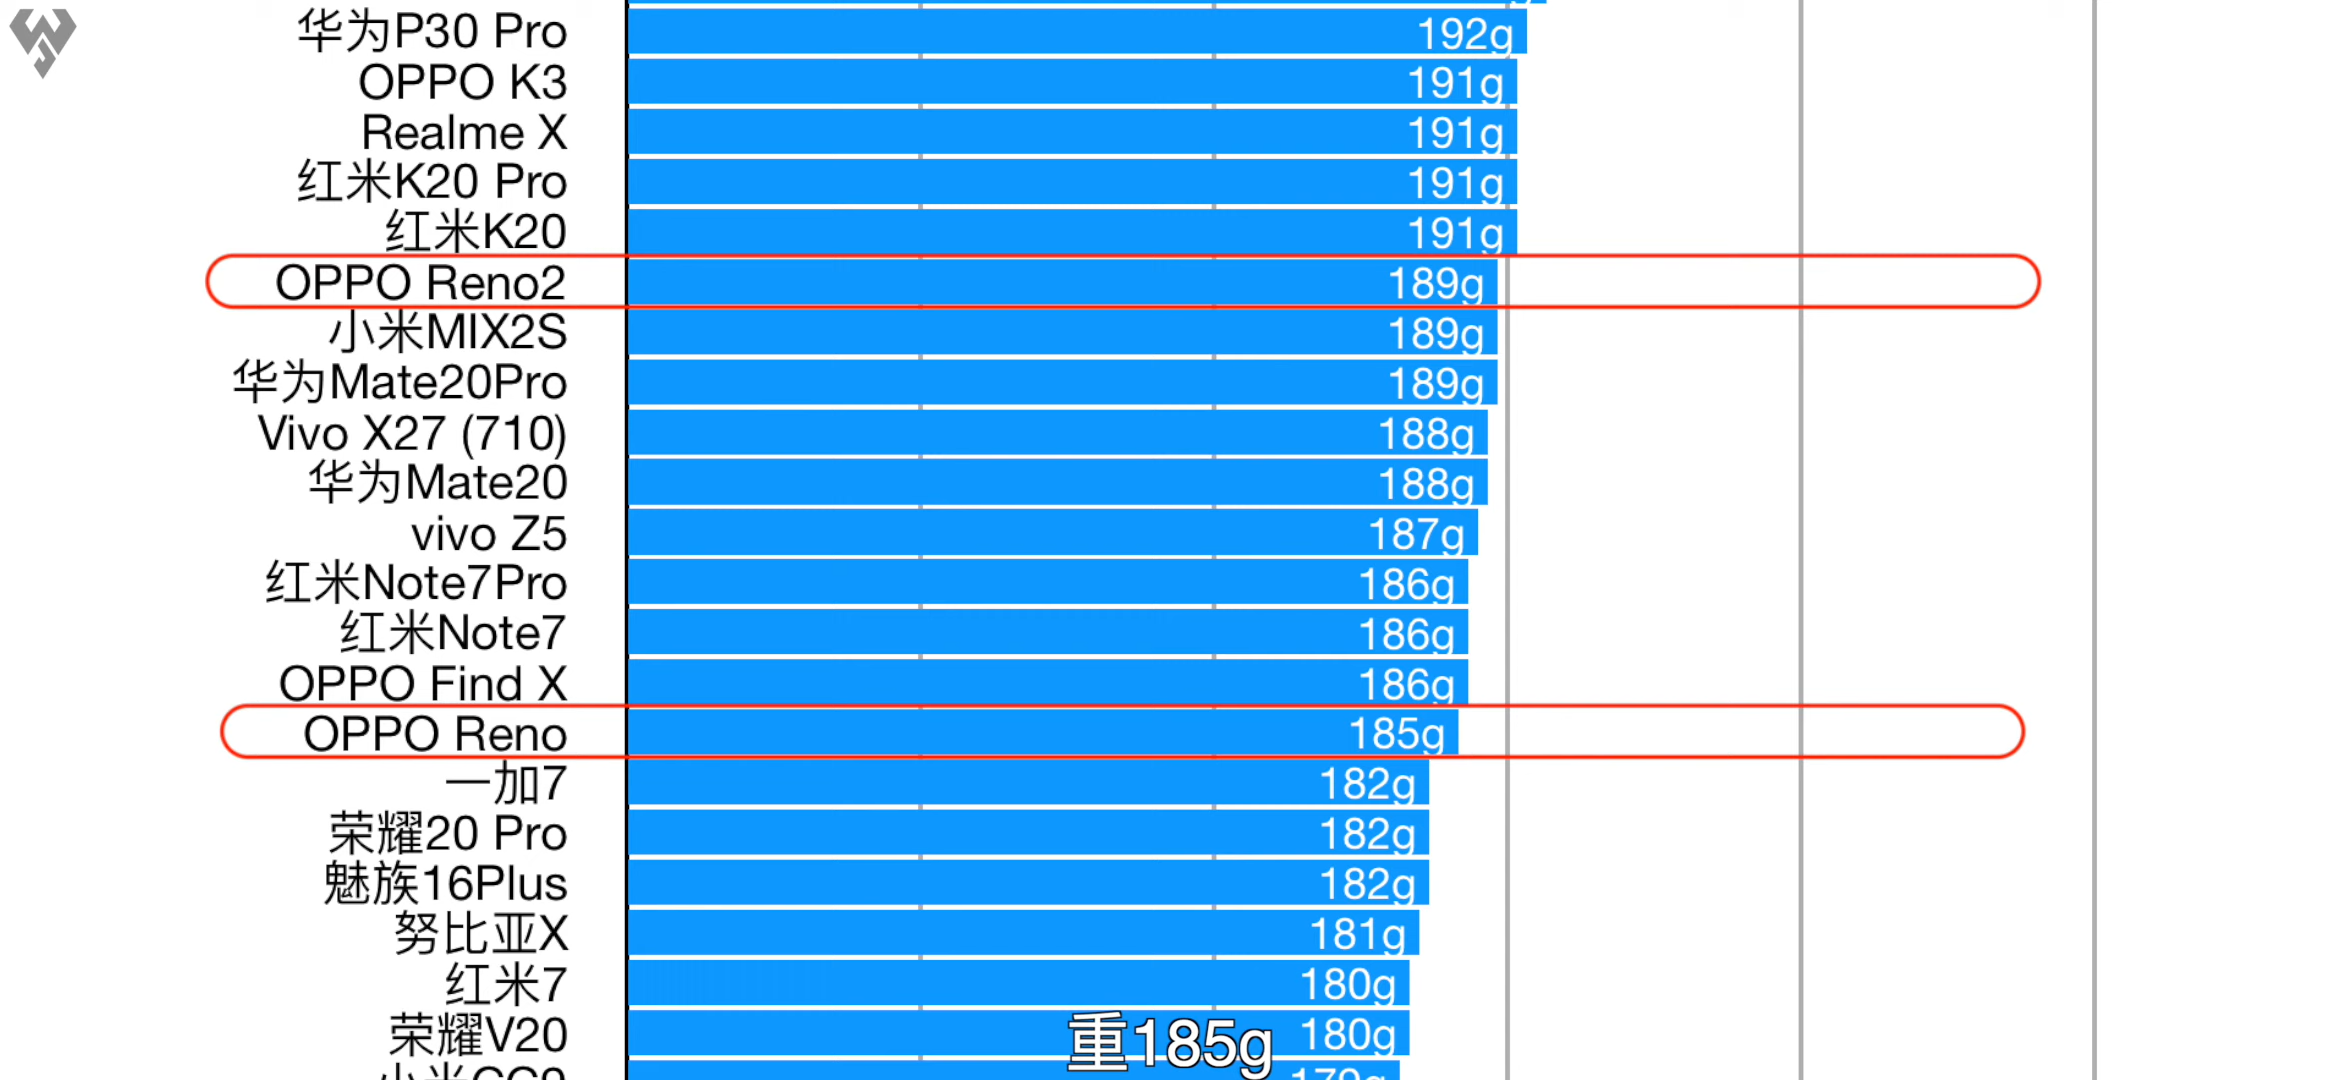 华为P30 Pro 192g
OPPO K3 191g
Realme X 191g
红米K20 Pro 191g
红米K20 191g
OPPO Reno2 189g
小米MIX2S 189g
华为Mate20Pro 189g
Vivo X27 (710) 188g
华为Mate20 188g
vivo Z5 187g
红米Note7Pro 186g
红米Note7 186g
OPPO Find X 186g
OPPO Reno 185g
一加7 182g
荣耀20 Pro 182g
魅族16Plus 182g
努比亚X 181g
红米7 180g
荣耀V20 180g
重185g
179g